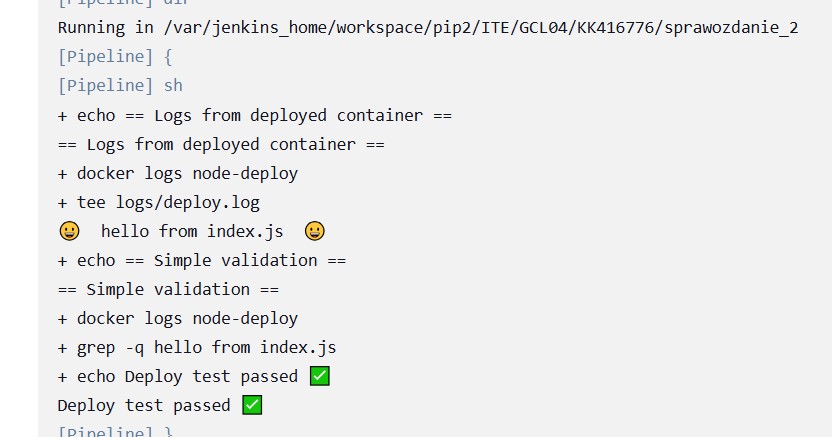 [Pipeline] dir
Running in /var/jenkins_home/workspace/pip2/ITE/GCL04/KK416776/sprawozdanie_2
[Pipeline] {
[Pipeline] sh
+ echo == Logs from deployed container ==
== Logs from deployed container ==
+ docker logs node-deploy
+ tee logs/deploy.log
😀  hello from index.js  😀
+ echo == Simple validation ==
== Simple validation ==
+ docker logs node-deploy
+ grep -q hello from index.js
+ echo Deploy test passed ✅
Deploy test passed ✅
[Pipeline] }